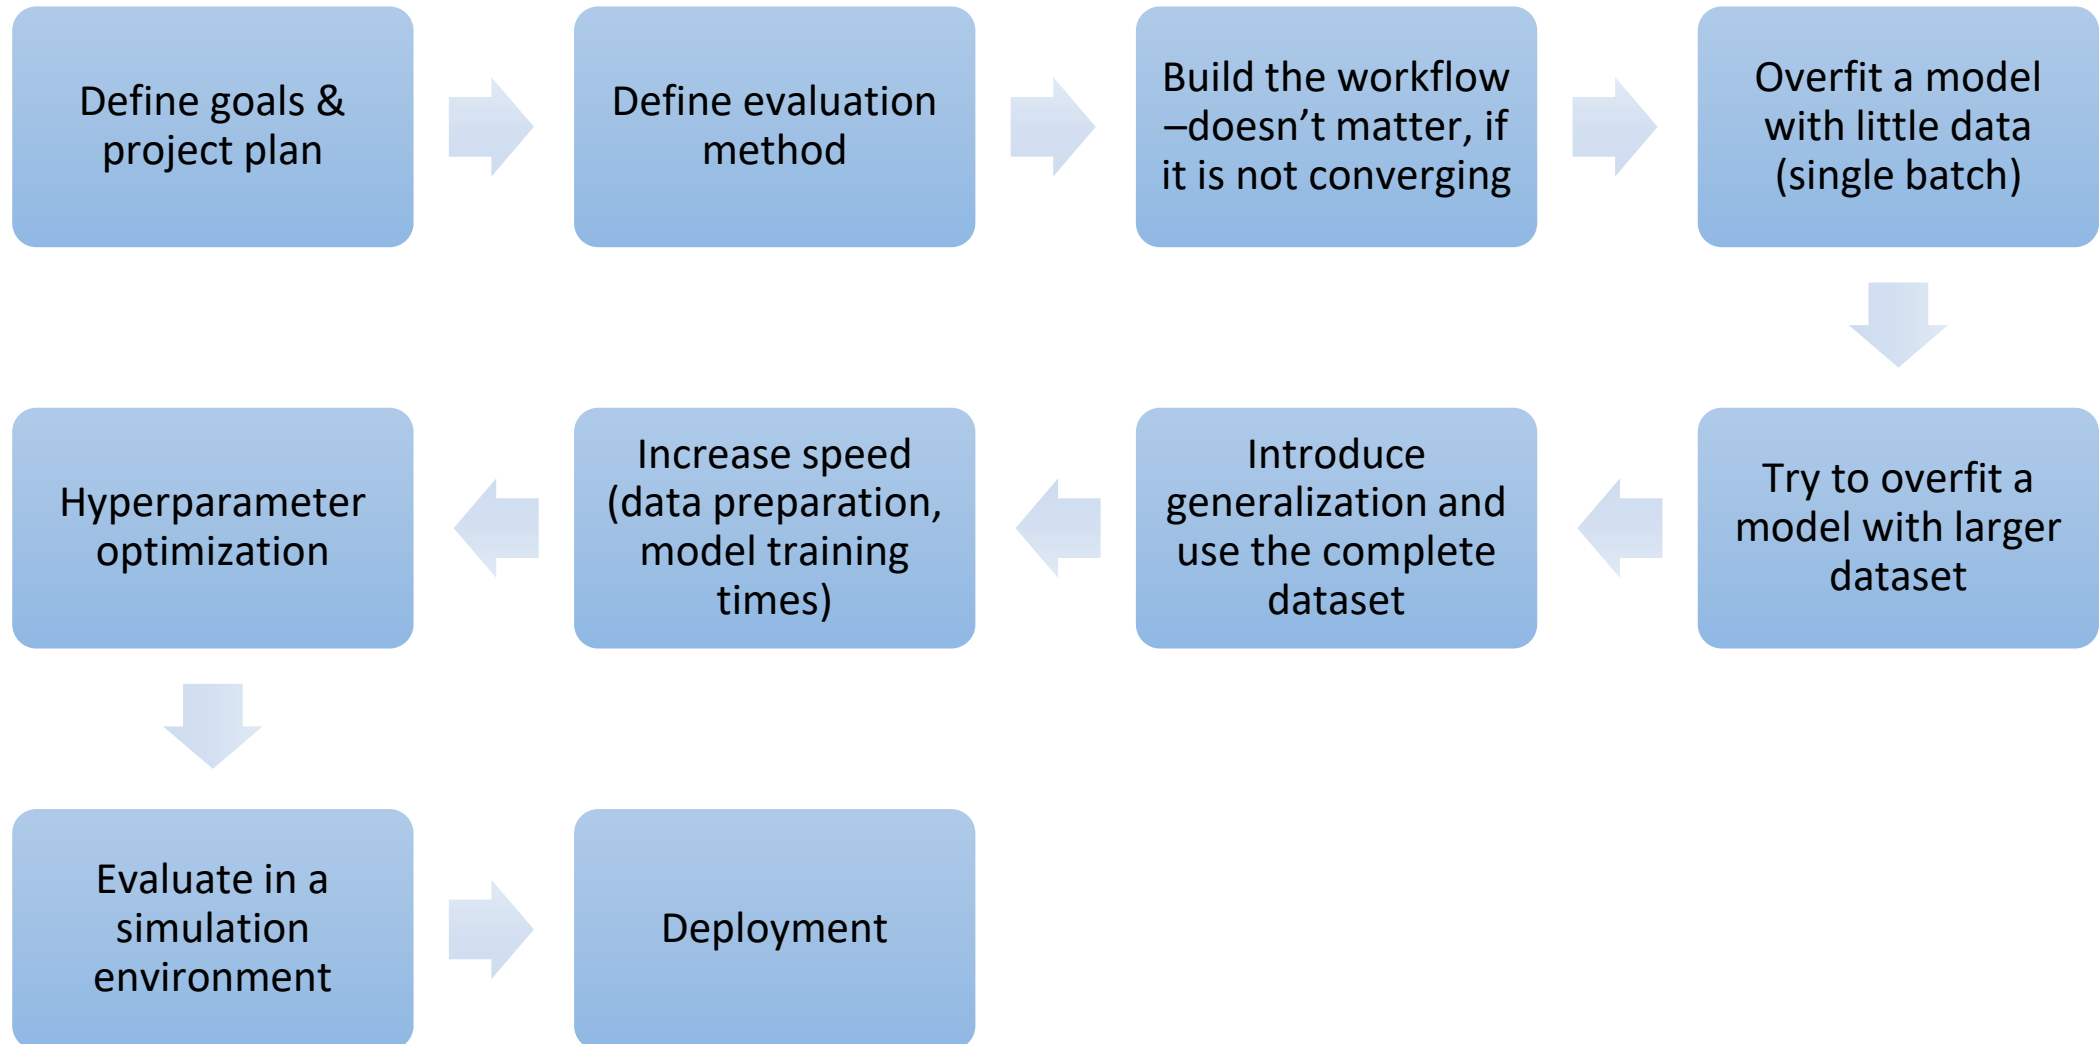 Define goals &
project plan
Define evaluation
method
Build the workflow
–doesn’t matter, if
it is not converging
Overfit a model
with little data
(single batch)
Try to overfit a
model with larger
dataset
Introduce
generalization and
use the complete
dataset
Increase speed
(data preparation,
model training
times)
Hyperparameter
optimization
Evaluate in a
simulation
environment
Deployment